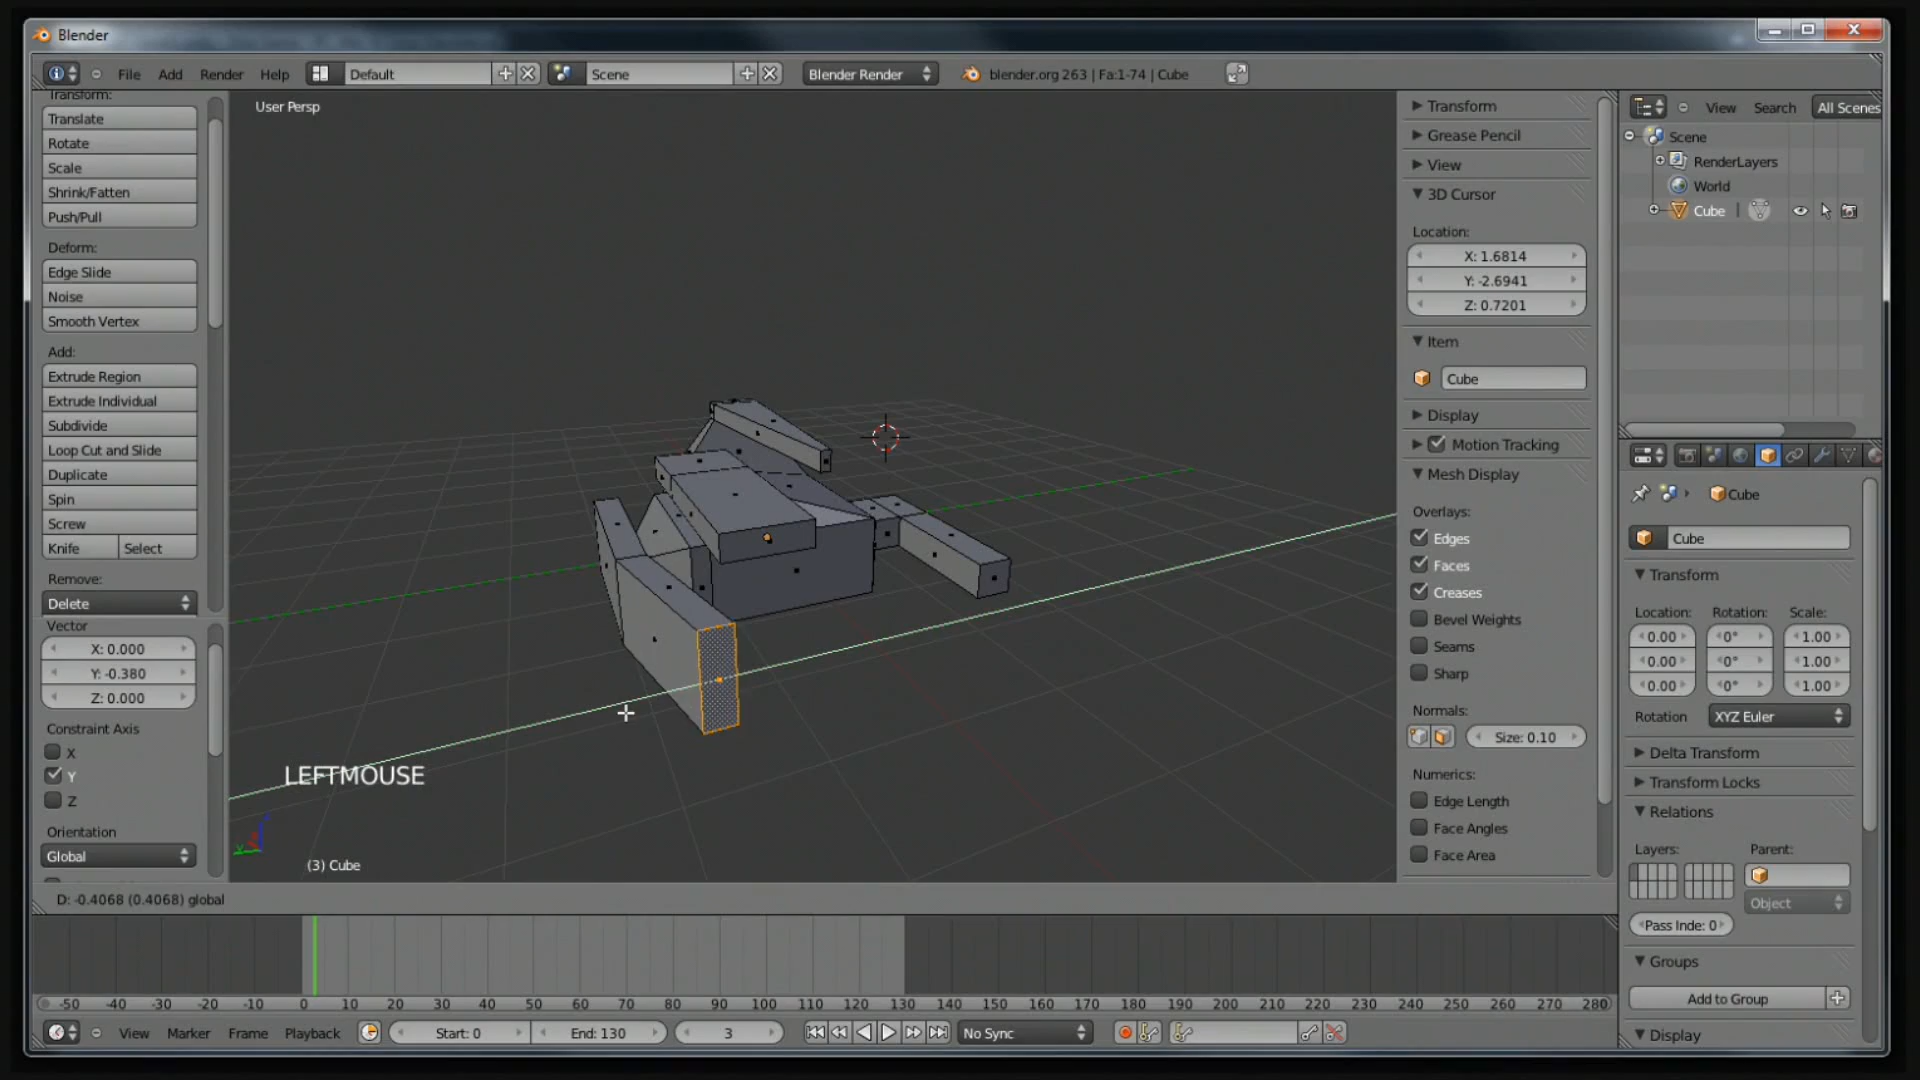 Blender
File Add Render Help Default Scene Blender Render blender.org 263 | Fa:1-74 | Cube
Transform:
Translate
Rotate
Scale
Shrink/Fatten
Push/Pull
Deform:
Edge Slide
Noise
Smooth Vertex
Add:
Extrude Region
Extrude Individual
Subdivide
Loop Cut and Slide
Duplicate
Spin
Screw
Knife Select
Remove:
Delete
Vector
X: 0.000
Y: -0.380
Z: 0.000
Constraint Axis
X
Y
Z
Orientation
Global
User Persp
LEFTMOUSE
(3) Cube
D: -0.4068 (0.4068) global
Transform
Grease Pencil
View
3D Cursor
Location:
X: 1.6814
Y: -2.6941
Z: 0.7201
Item
Cube
Display
Motion Tracking
Mesh Display
Overlays:
Edges
Faces
Creases
Bevel Weights
Seams
Sharp
Normals:
Size: 0.10
Numerics:
Edge Length
Face Angles
Face Area
View Search All Scenes
Scene
RenderLayers
World
Cube
Cube
Cube
Transform
Location: Rotation: Scale:
0.00 0° 1.00
0.00 0° 1.00
0.00 0° 1.00
Rotation XYZ Euler
Delta Transform
Transform Locks
Relations
Layers: Parent:
Object
Pass Inde: 0
Groups
Add to Group
Display
-50 -40 -30 -20 -10 0 10 20 30 40 50 60 70 80 90 100 110 120 130 140 150 160 170 180 190 200 210 220 230 240 250 260 270 280
View Marker Frame Playback Start: 0 End: 130 3 No Sync